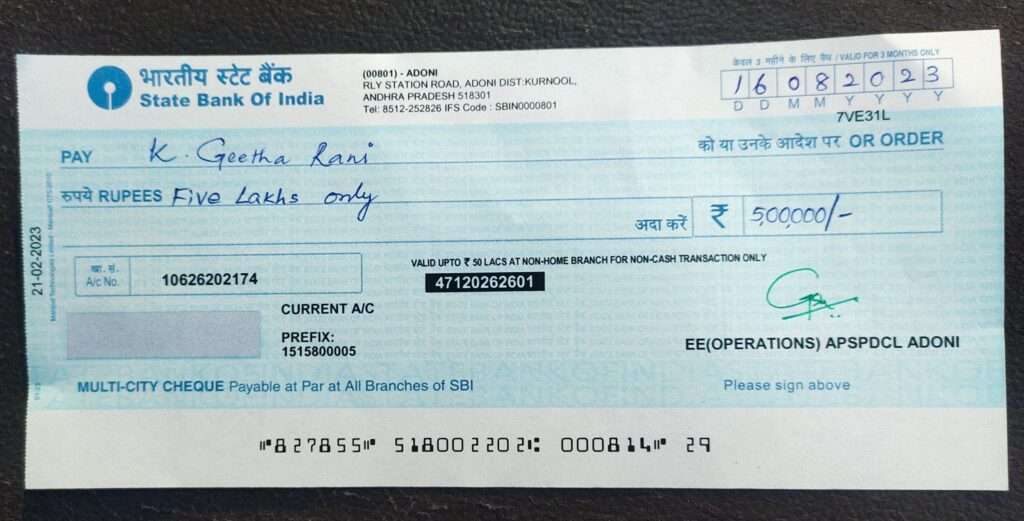 भारतीय स्टेट बैंक
State Bank Of India
(00801) - ADONI
RLY STATION ROAD, ADONI DIST:KURNOOL,
ANDHRA PRADESH 518301
Tel: 8512-252826 IFS Code : SBIN0000801
केवल 3 महीने के लिए वैध / VALID FOR 3 MONTHS ONLY
16082023
D D M M Y Y Y Y
7VE31L
PAY K. Geetha Rani को या उनके आदेश पर OR ORDER
रुपये RUPEES Five Lakhs only
अदा करें ₹ 5,00,000/-
21-02-2023
खा. सं.
A/c No. 10626202174
VALID UPTO ₹ 50 LACS AT NON-HOME BRANCH FOR NON-CASH TRANSACTION ONLY
47120262601
CURRENT A/C
PREFIX:
1515800005
EE(OPERATIONS) APSPDCL ADONI
MULTI-CITY CHEQUE Payable at Par at All Branches of SBI
Please sign above
⑈827855⑈ 518002202⑆ 000814⑈ 29